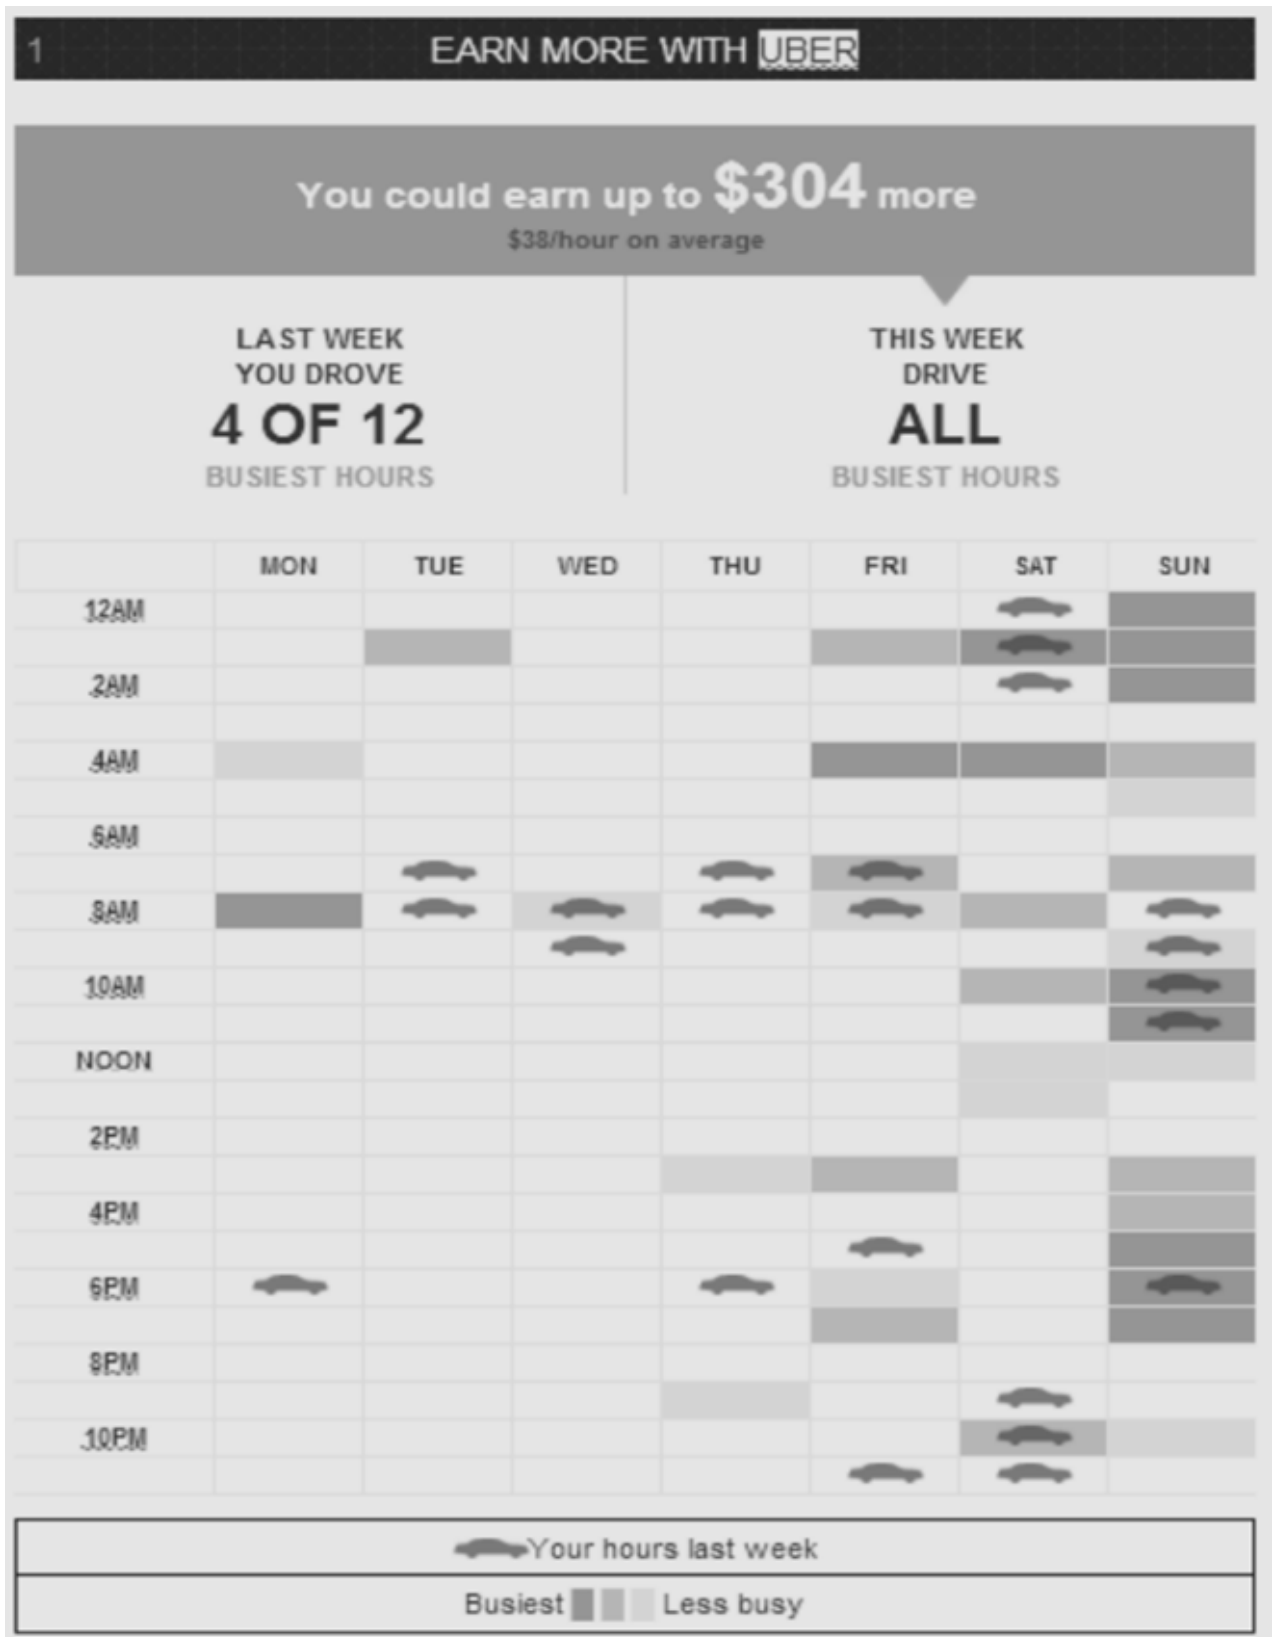 1
EARN MORE WITH UBER
You could earn up to $304 more
$38/hour on average
LAST WEEK
YOU DROVE
4 OF 12
BUSIEST HOURS
THIS WEEK
DRIVE
ALL
BUSIEST HOURS
MON TUE WED THU FRI SAT SUN
12AM
2AM
4AM
6AM
8AM
10AM
NOON
2PM
4PM
6PM
8PM
10PM
Your hours last week
Busiest Less busy